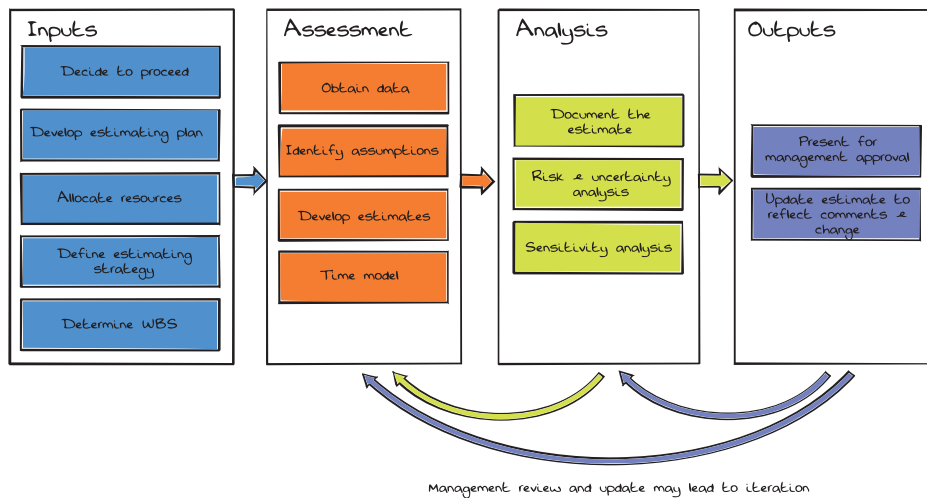 Inputs
Decide to proceed
Develop estimating plan
Allocate resources
Define estimating
strategy
Determine WBS
Assessment
Obtain data
Identify assumptions
Develop estimates
Time model
Analysis
Document the
estimate
Risk & uncertainty
analysis
Sensitivity analysis
Outputs
Present for
management approval
Update estimate to
reflect comments &
change
Management review and update may lead to iteration